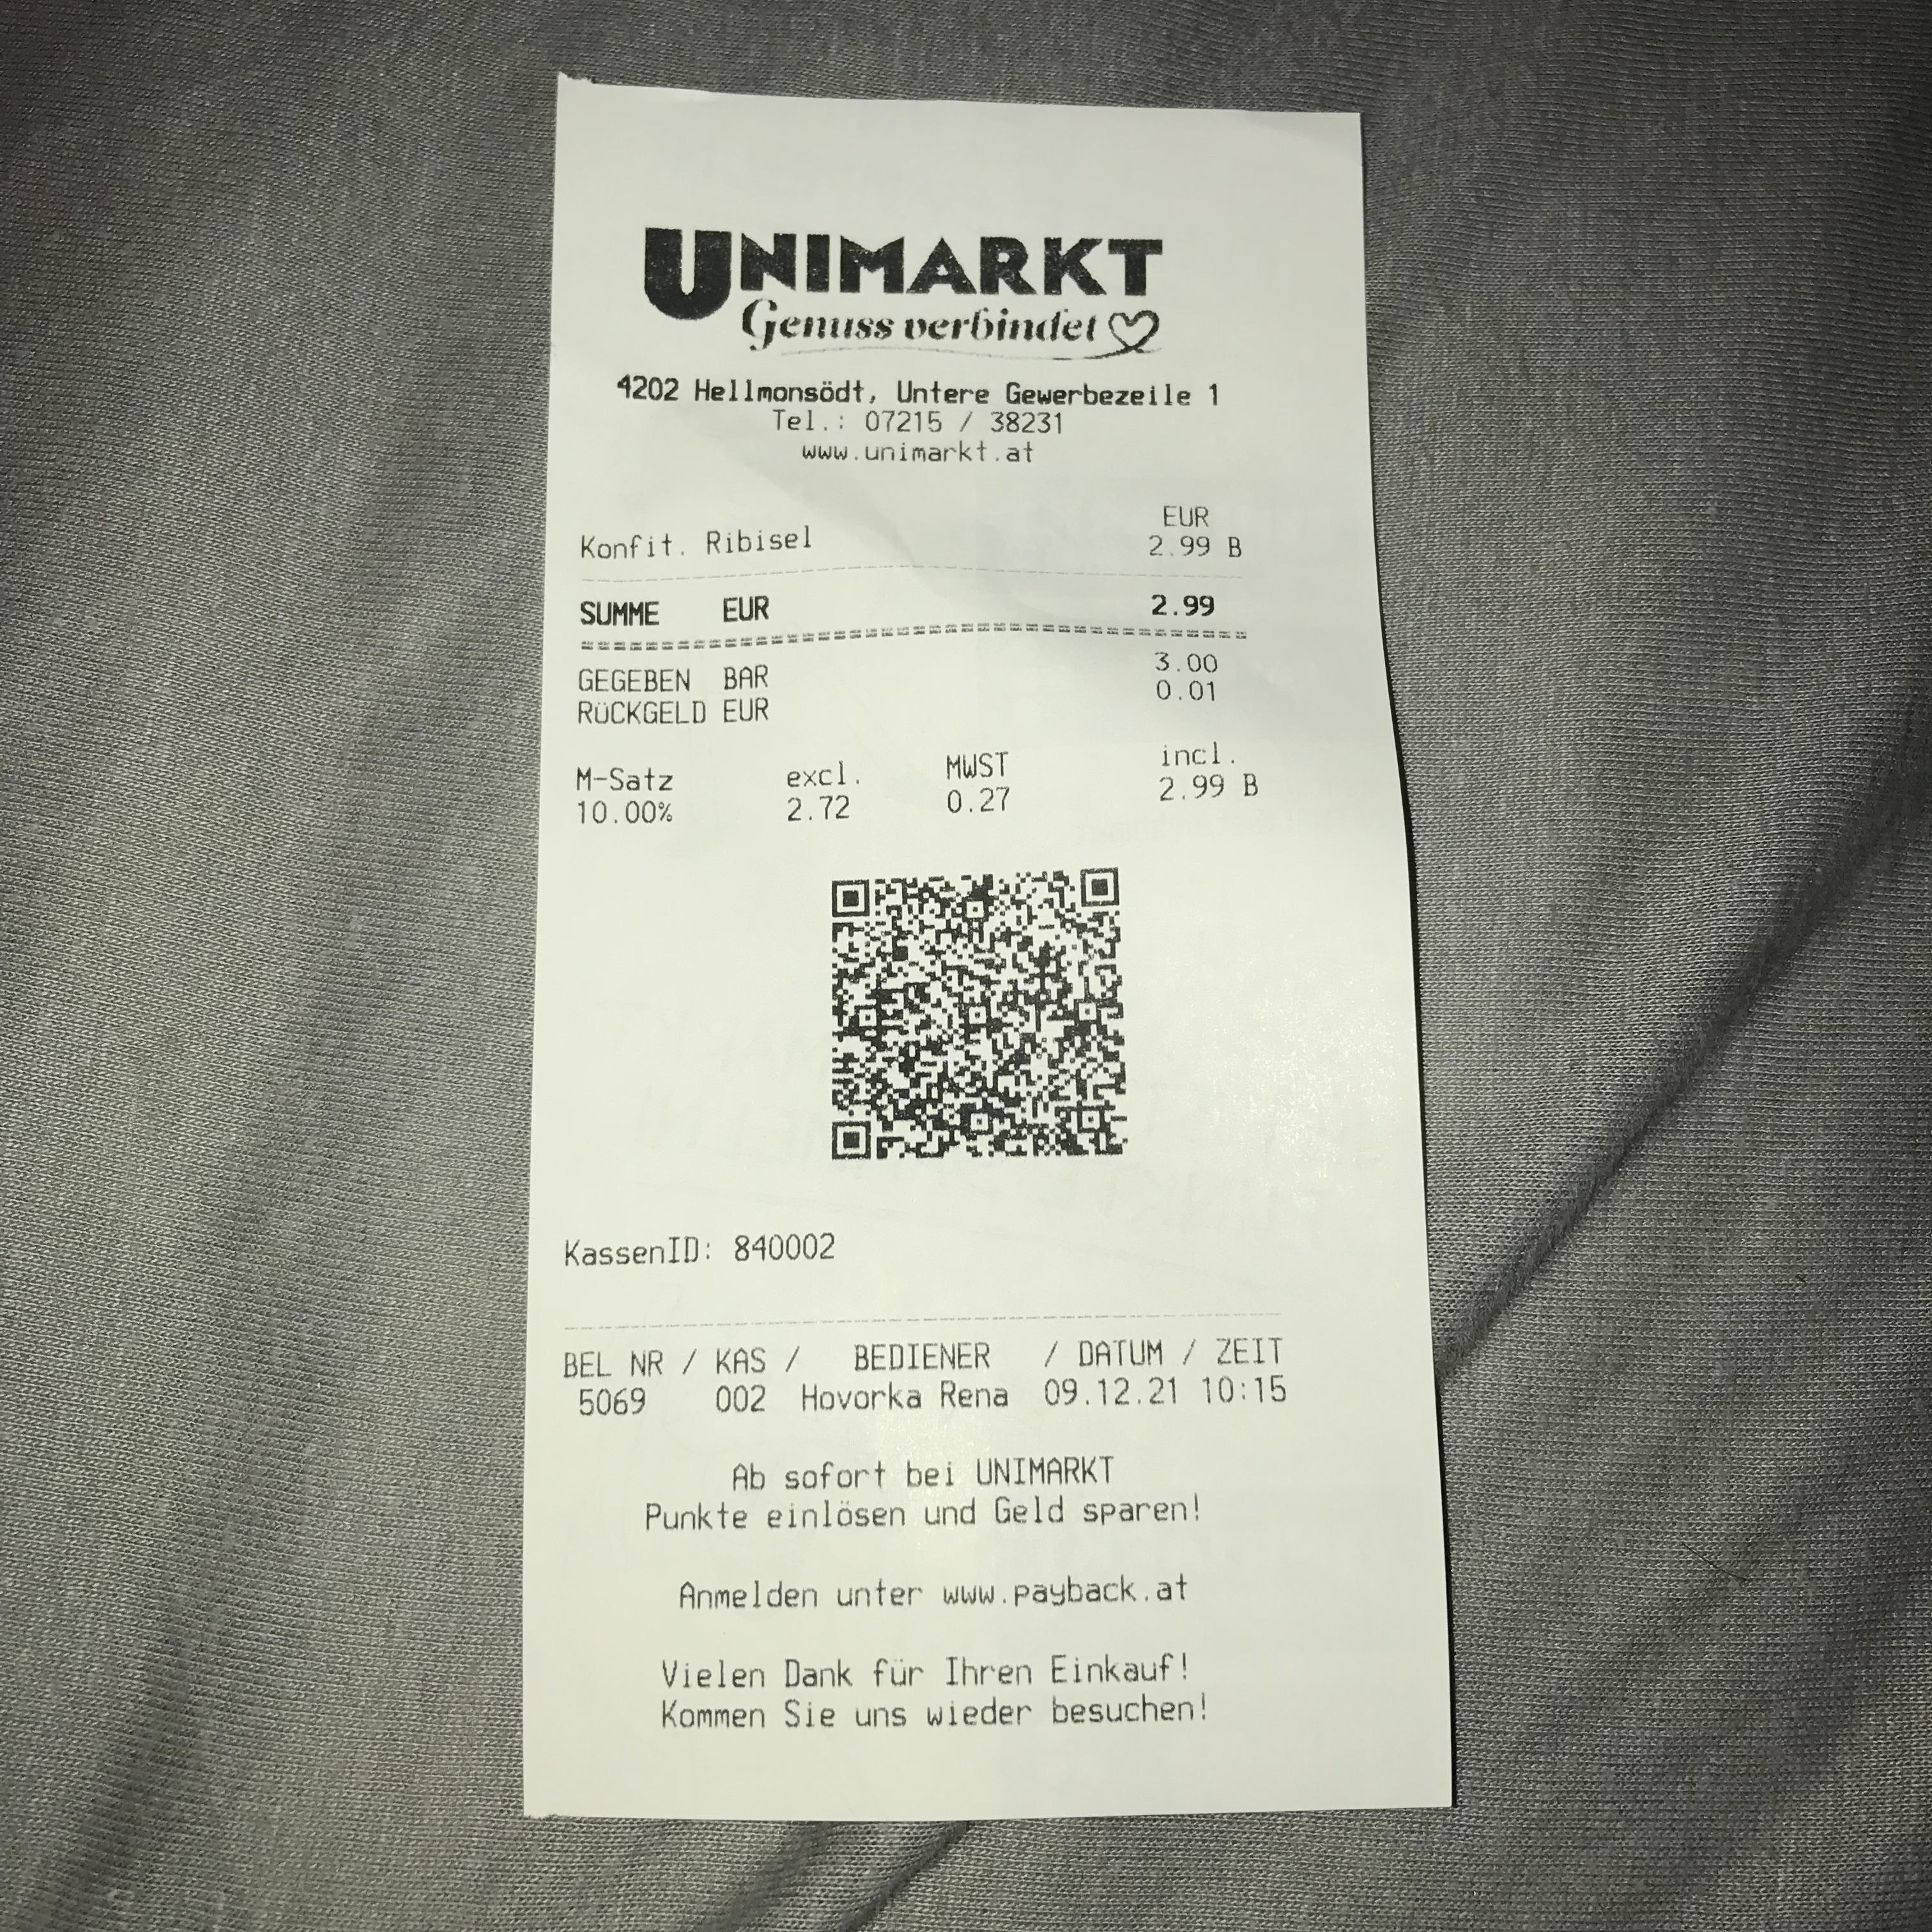 UNIMARKT
Genuss verbindet
4202 Hellmonsödt, Untere Gewerbezeile 1
Tel.: 07215 / 38231
www.unimarkt.at
EUR
Konfit. Ribisel 2.99 B
SUMME EUR 2.99
GEGEBEN BAR 3.00
RÜCKGELD EUR 0.01
M-Satz excl. MWST incl.
10.00% 2.72 0.27 2.99 B
KassenID: 840002
BEL NR / KAS / BEDIENER / DATUM / ZEIT
5069 002 Hovorka Rena 09.12.21 10:15
Ab sofort bei UNIMARKT
Punkte einlösen und Geld sparen!
Anmelden unter www.payback.at
Vielen Dank für Ihren Einkauf!
Kommen Sie uns wieder besuchen!